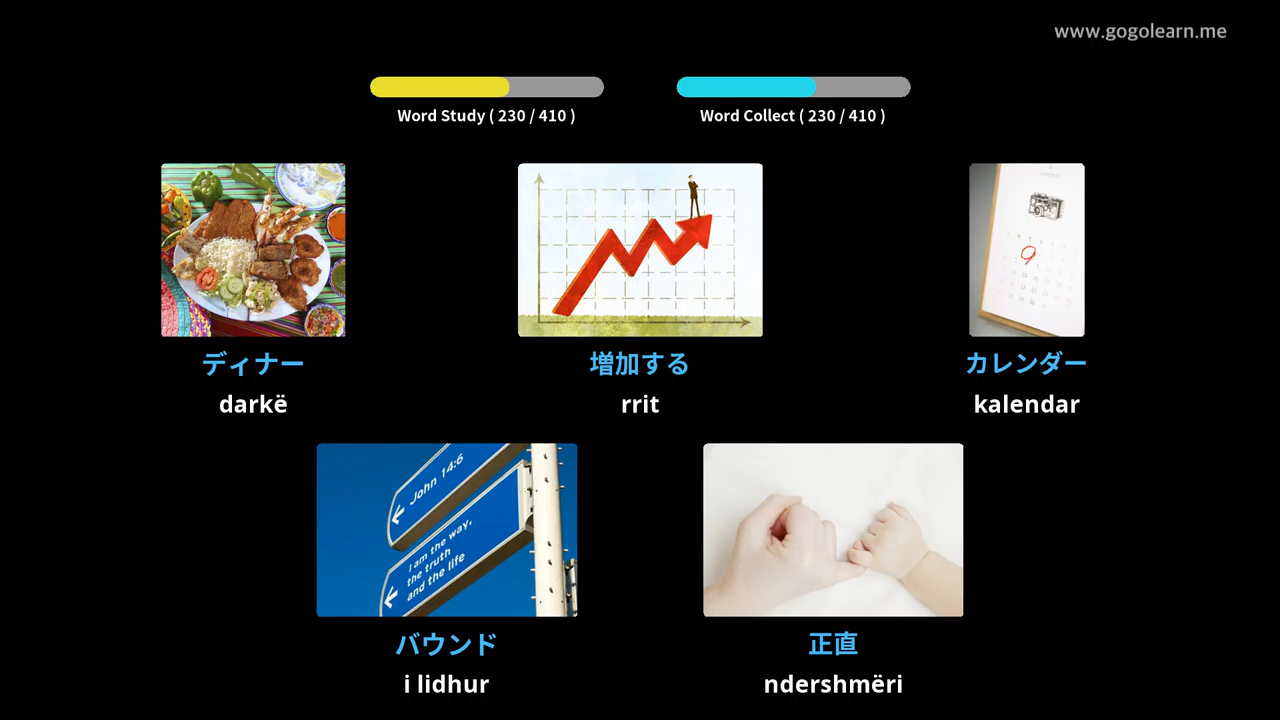 www.gogolearn.me
Word Study ( 230 / 410 )
Word Collect ( 230 / 410 )
ディナー
darkë
増加する
rrit
カレンダー
kalendar
John 14:6
I am the way,
the truth
and the life
バウンド
i lidhur
正直
ndershmëri